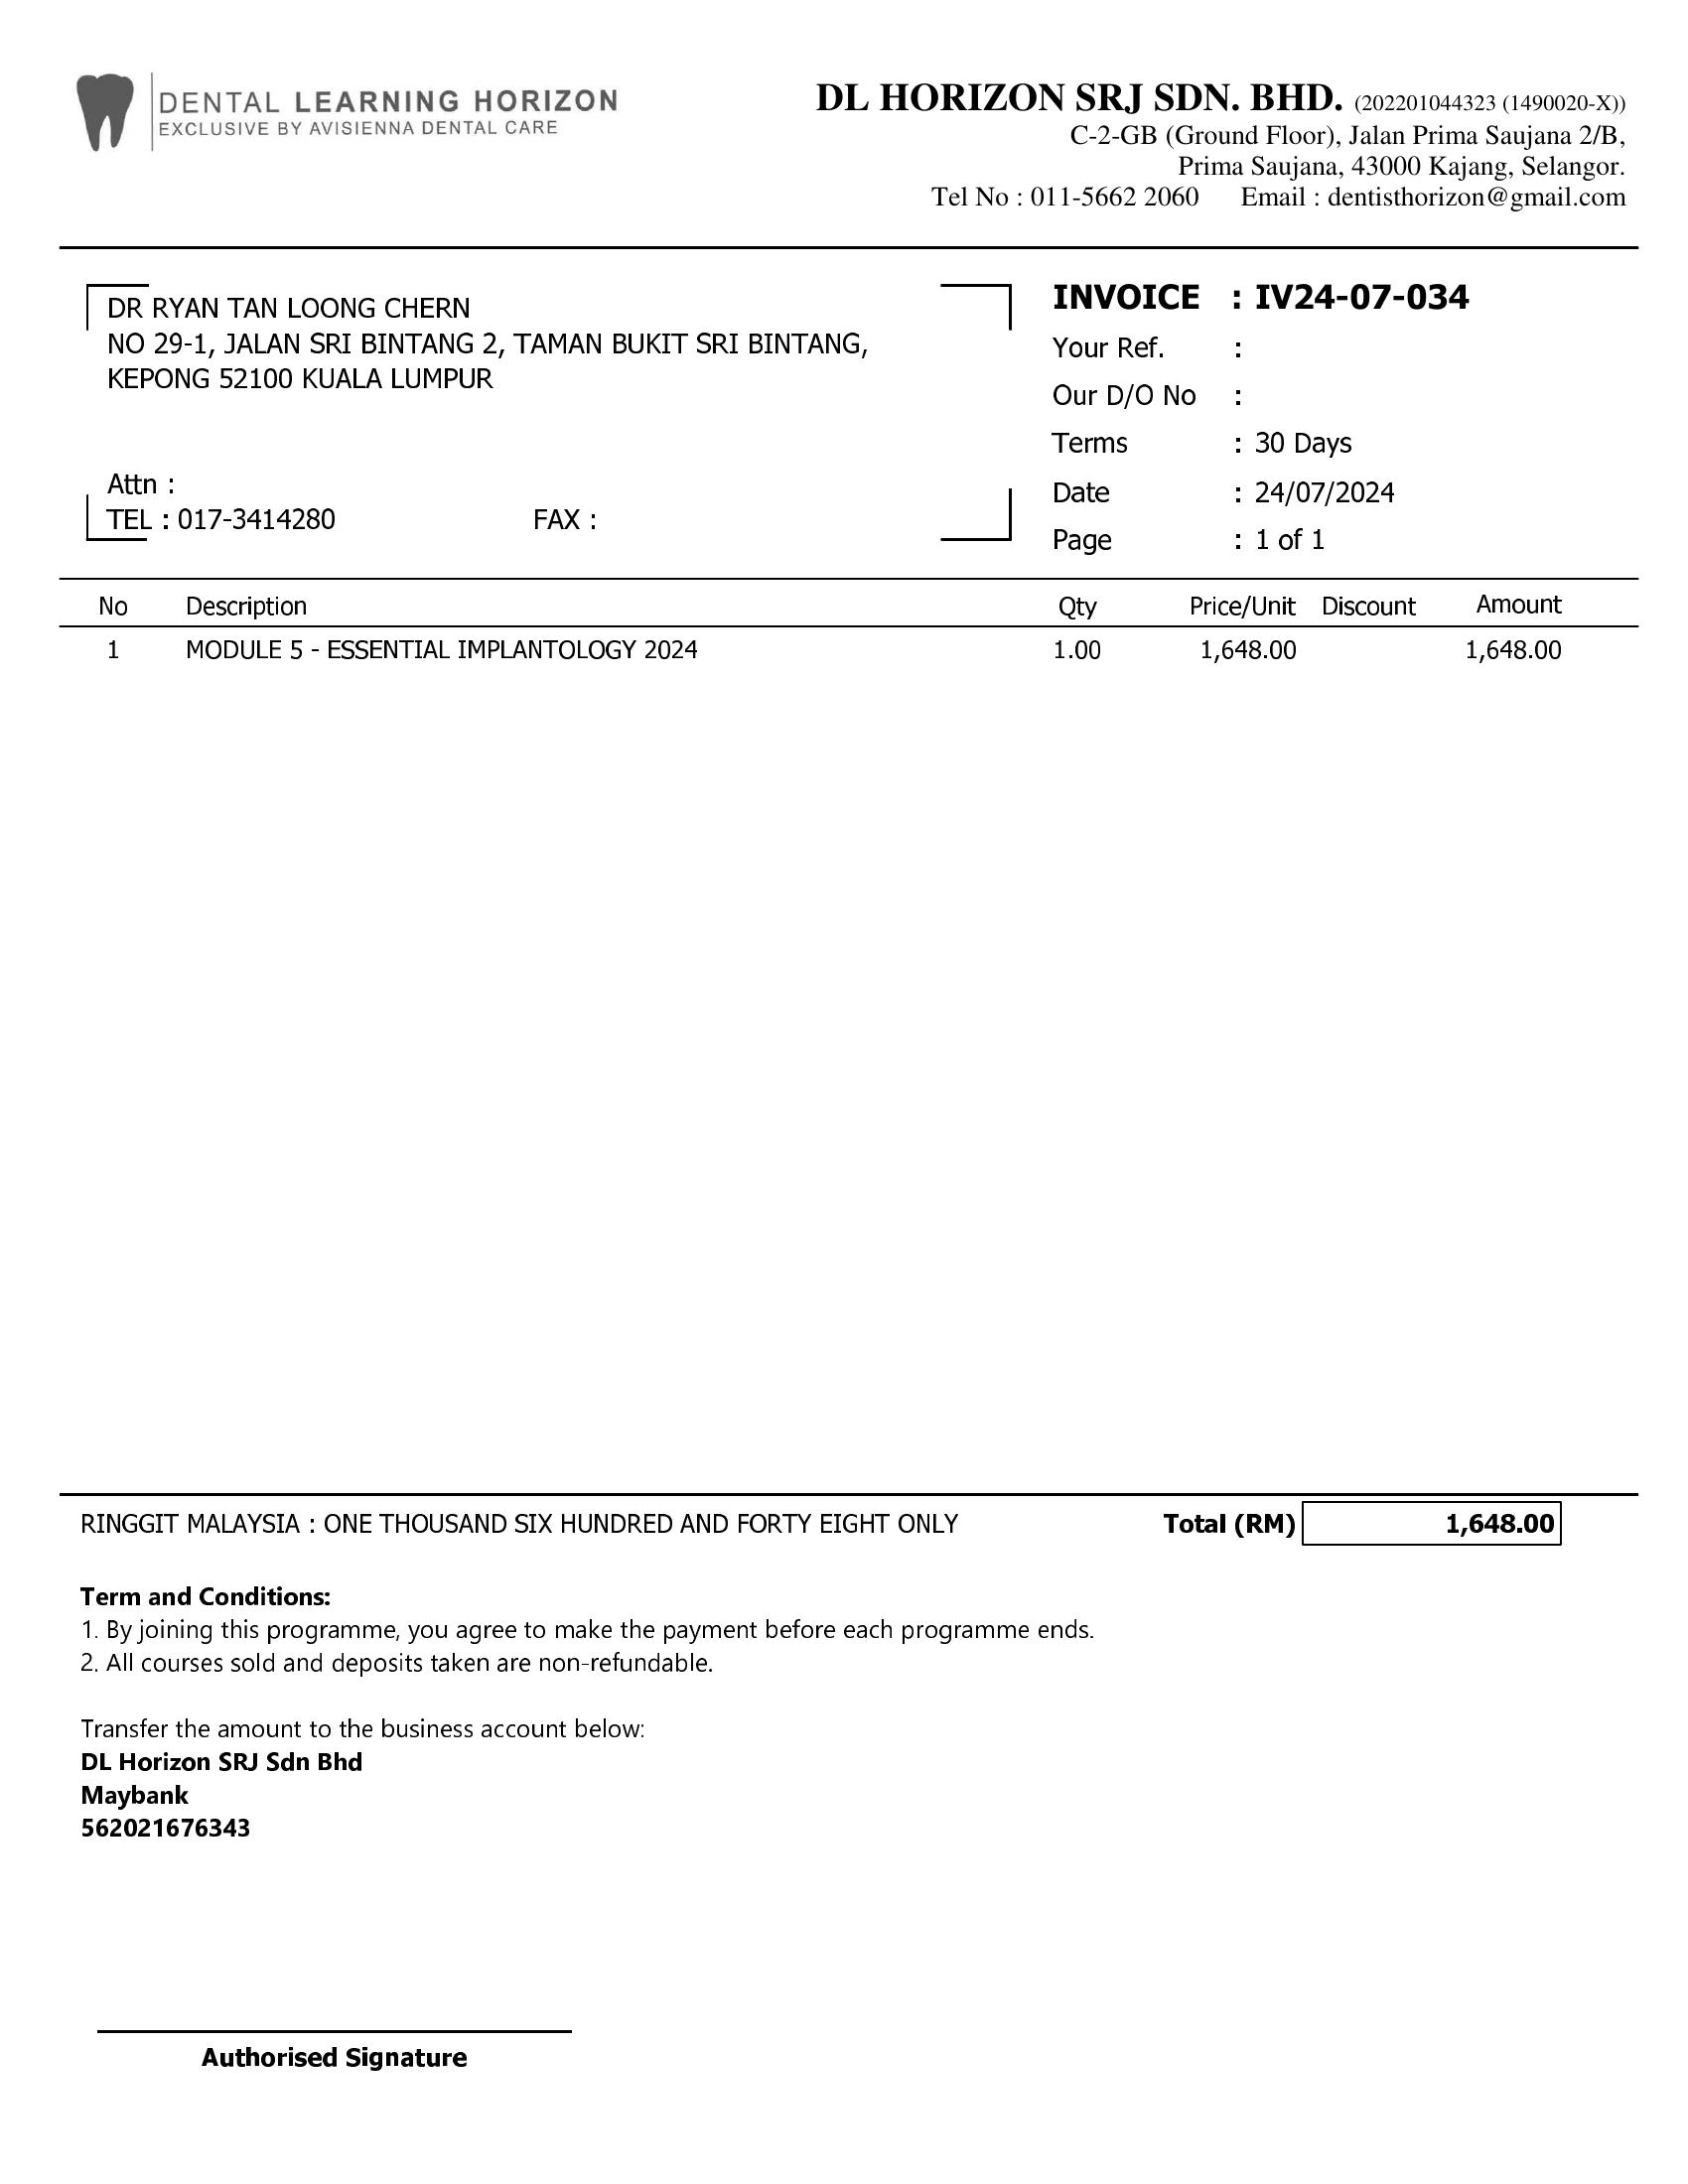 DENTAL LEARNING HORIZON
EXCLUSIVE BY AVISIENNA DENTAL CARE
DL HORIZON SRJ SDN. BHD. (202201044323 (1490020-X))
C-2-GB (Ground Floor), Jalan Prima Saujana 2/B,
Prima Saujana, 43000 Kajang, Selangor.
Tel No : 011-5662 2060 Email : dentisthorizon@gmail.com
DR RYAN TAN LOONG CHERN
NO 29-1, JALAN SRI BINTANG 2, TAMAN BUKIT SRI BINTANG,
KEPONG 52100 KUALA LUMPUR
Attn :
TEL : 017-3414280 FAX :
INVOICE : IV24-07-034
Your Ref. :
Our D/O No :
Terms : 30 Days
Date : 24/07/2024
Page : 1 of 1
No Description Qty Price/Unit Discount Amount
1 MODULE 5 - ESSENTIAL IMPLANTOLOGY 2024 1.00 1,648.00 1,648.00
RINGGIT MALAYSIA : ONE THOUSAND SIX HUNDRED AND FORTY EIGHT ONLY Total (RM) 1,648.00
Term and Conditions:
1. By joining this programme, you agree to make the payment before each programme ends.
2. All courses sold and deposits taken are non-refundable.
Transfer the amount to the business account below:
DL Horizon SRJ Sdn Bhd
Maybank
562021676343
Authorised Signature